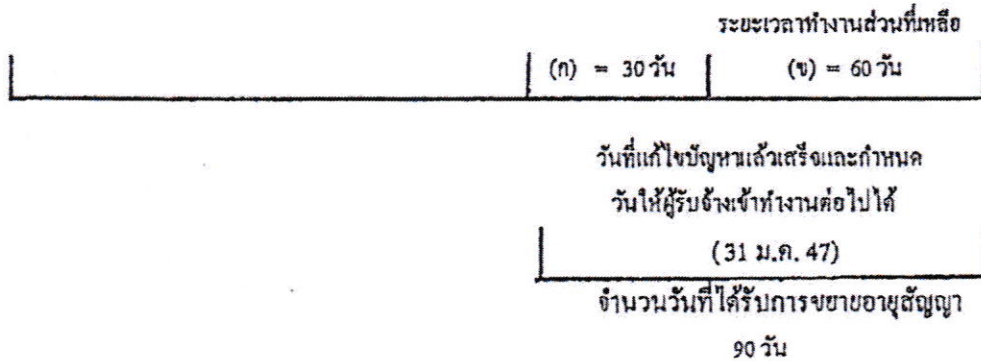 ระยะเวลาทำงานส่วนที่เหลือ
(ก) = 30 วัน (ข) = 60 วัน
วันที่แก้ไขปัญหาแล้วเสร็จและกำหนด
วันให้ผู้รับจ้างเข้าทำงานต่อไปได้
(31 ม.ค. 47)
จำนวนวันที่ได้รับการขยายอายุสัญญา
90 วัน